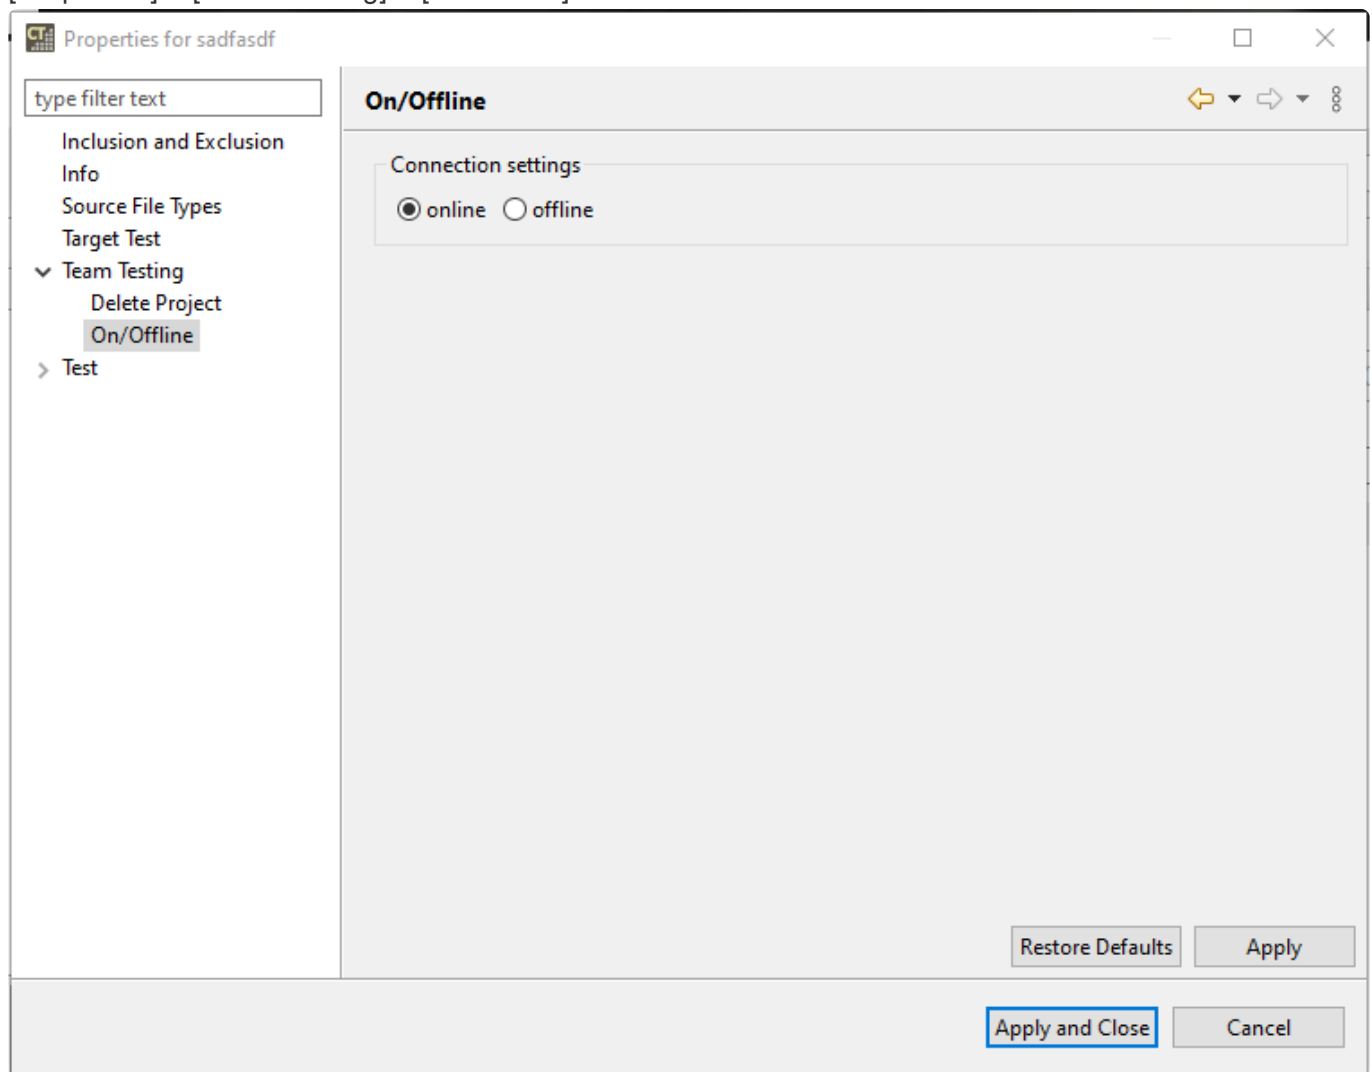 Properties for sadfasdf
type filter text
On/Offline
Inclusion and Exclusion
Info
Source File Types
Target Test
Team Testing
Delete Project
On/Offline
Test
Connection settings
online offline
Restore Defaults Apply
Apply and Close Cancel